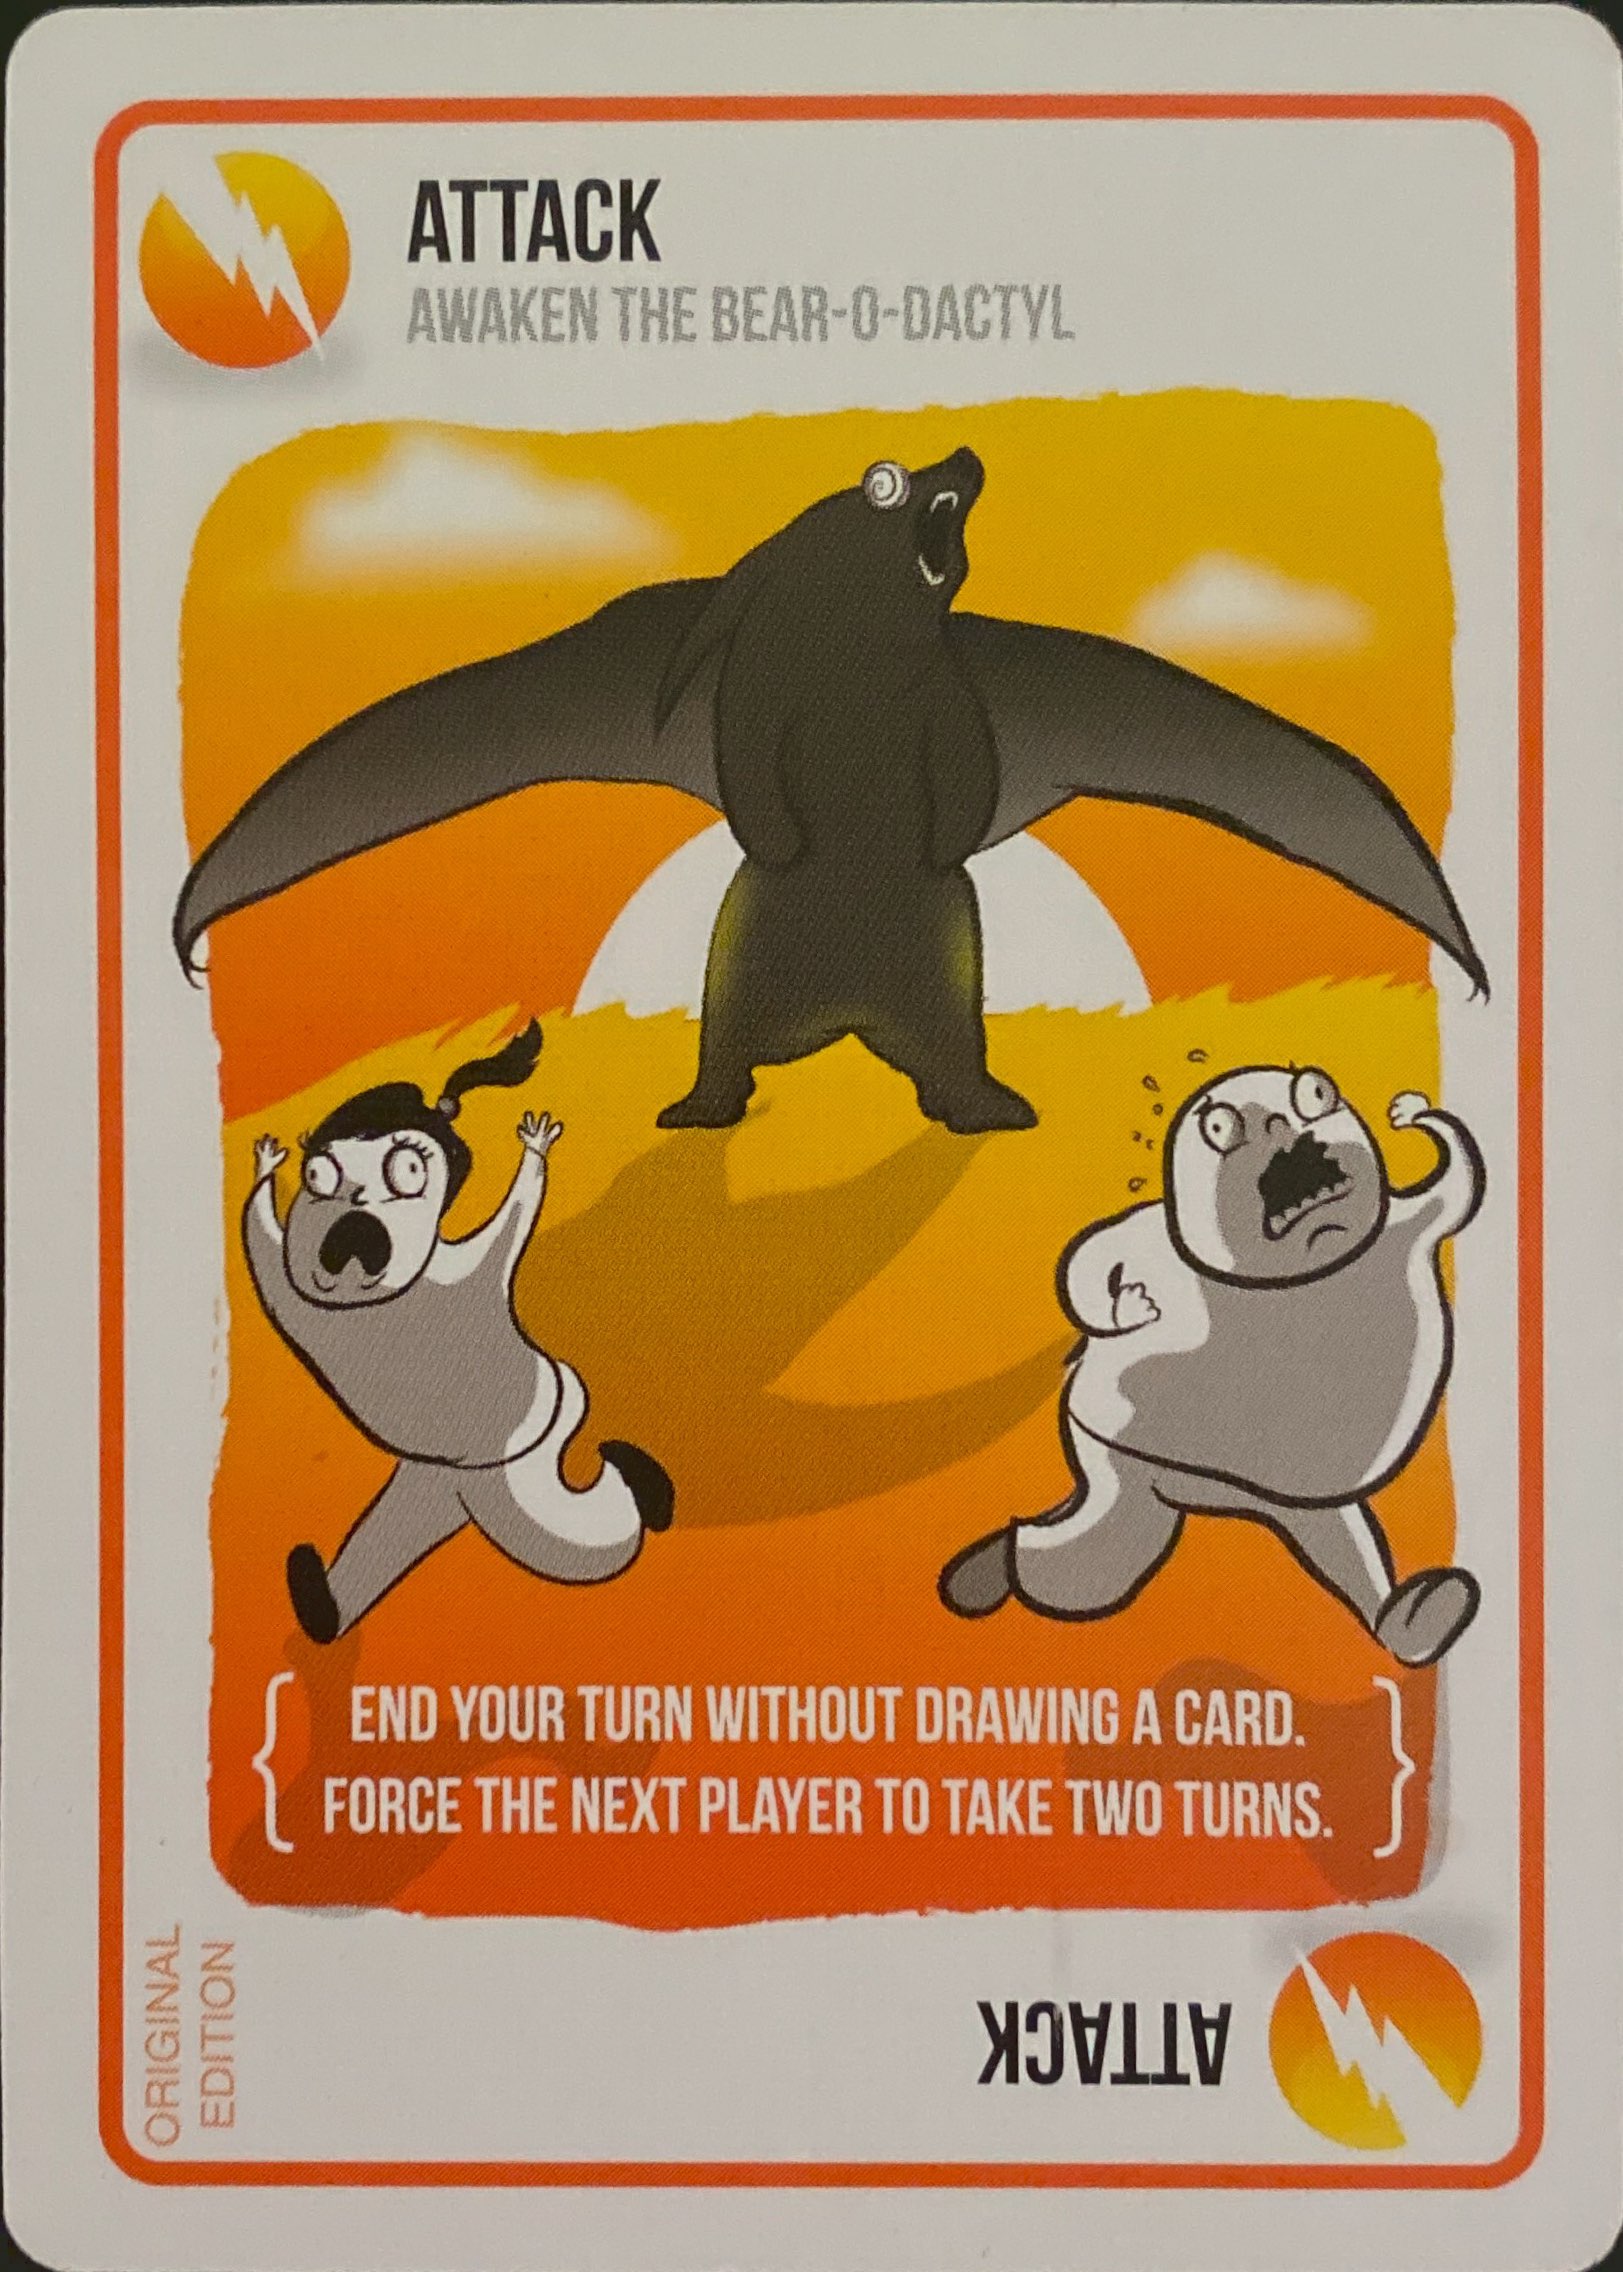 ATTACK
AWAKEN THE BEAR-O-DACTYL
END YOUR TURN WITHOUT DRAWING A CARD.
FORCE THE NEXT PLAYER TO TAKE TWO TURNS.
ORIGINAL
EDITION
ATTACK